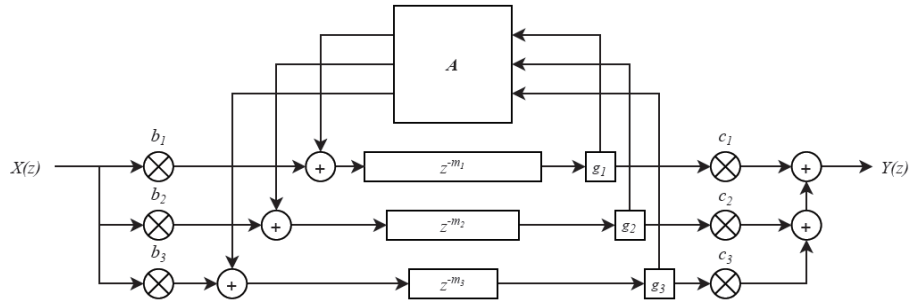 A
b₁ c₁
X(z) + z⁻ᵐ¹ g₁ + Y(z)
b₂ c₂
+ z⁻ᵐ² g₂ +
b₃ c₃
+ z⁻ᵐ³ g₃